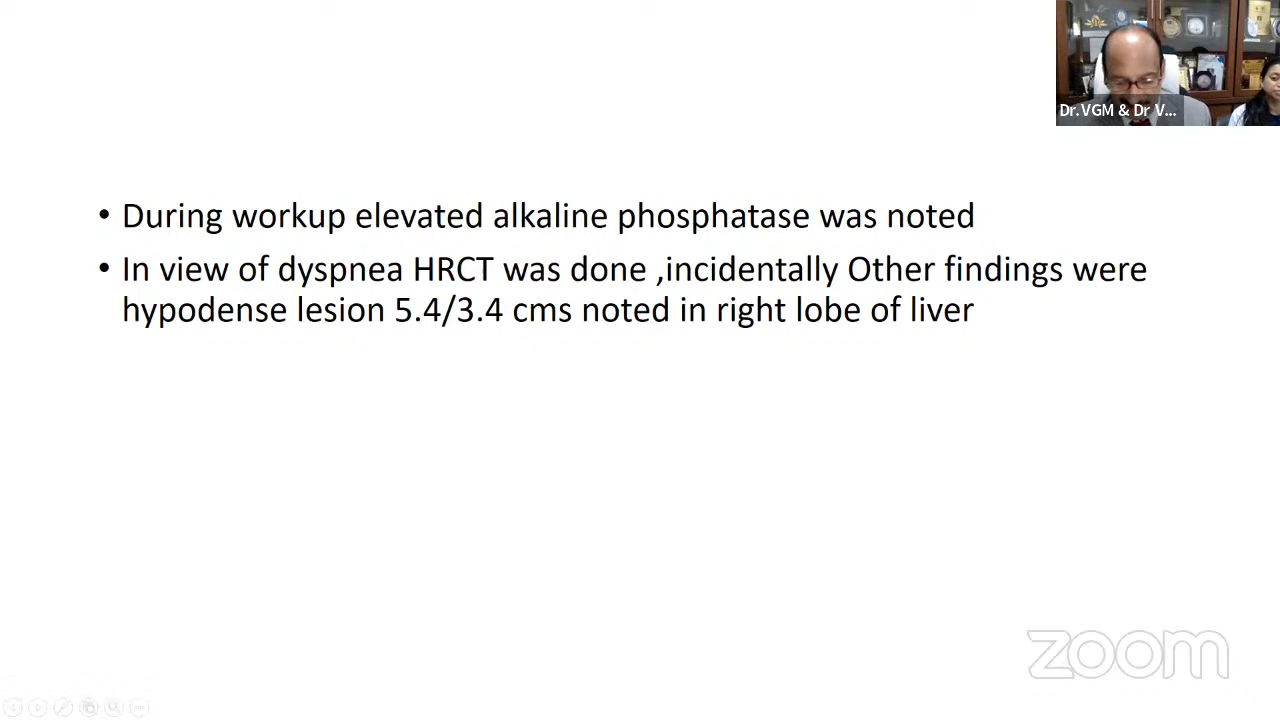 Dr.VGM & Dr V...
• During workup elevated alkaline phosphatase was noted
• In view of dyspnea HRCT was done ,incidentally Other findings were
hypodense lesion 5.4/3.4 cms noted in right lobe of liver
zoom